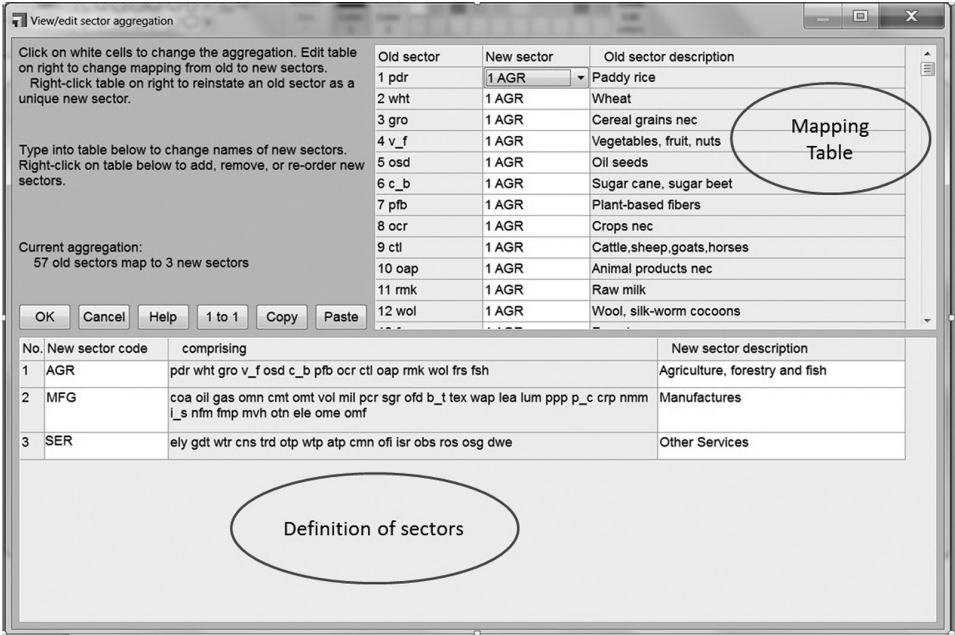 View/edit sector aggregation
Click on white cells to change the aggregation. Edit table
on right to change mapping from old to new sectors.
Right-click table on right to reinstate an old sector as a
unique new sector.
Type into table below to change names of new sectors.
Right-click on table below to add, remove, or re-order new
sectors.
Current aggregation:
57 old sectors map to 3 new sectors
OK Cancel Help 1 to 1 Copy Paste
Old sector New sector Old sector description
1 pdr 1 AGR Paddy rice
2 wht 1 AGR Wheat
3 gro 1 AGR Cereal grains nec
4 v_f 1 AGR Vegetables, fruit, nuts
5 osd 1 AGR Oil seeds
6 c_b 1 AGR Sugar cane, sugar beet
7 pfb 1 AGR Plant-based fibers
8 ocr 1 AGR Crops nec
9 ctl 1 AGR Cattle,sheep,goats,horses
10 oap 1 AGR Animal products nec
11 rmk 1 AGR Raw milk
12 wol 1 AGR Wool, silk-worm cocoons
Mapping
Table
No. New sector code comprising New sector description
1 AGR pdr wht gro v_f osd c_b pfb ocr ctl oap rmk wol frs fsh Agriculture, forestry and fish
2 MFG coa oil gas omn cmt omt vol mil pcr sgr ofd b_t tex wap lea lum ppp p_c crp nmm Manufactures
i_s nfm fmp mvh otn ele ome omf
3 SER ely gdt wtr cns trd otp wtp atp cmn ofi isr obs ros osg dwe Other Services
Definition of sectors